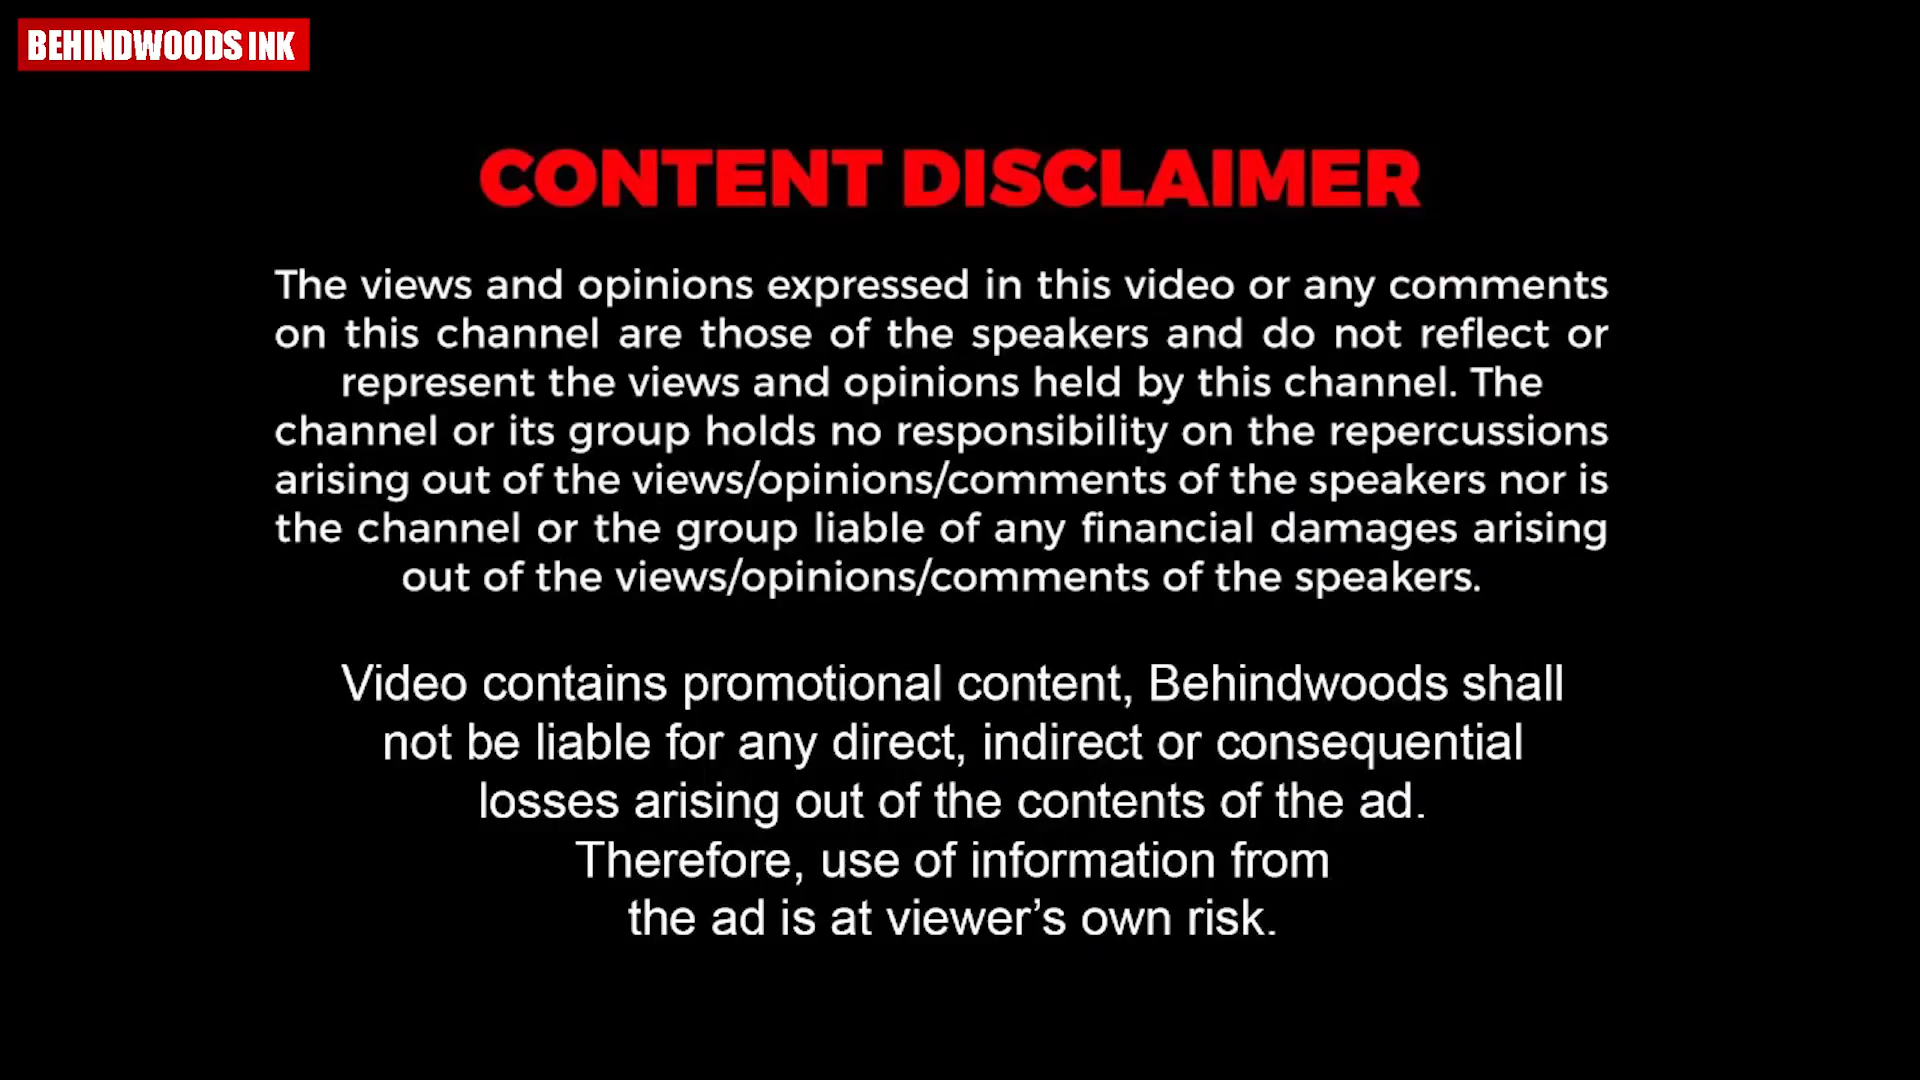 BEHINDWOODS INK
CONTENT DISCLAIMER
The views and opinions expressed in this video or any comments
on this channel are those of the speakers and do not reflect or
represent the views and opinions held by this channel. The
channel or its group holds no responsibility on the repercussions
arising out of the views/opinions/comments of the speakers nor is
the channel or the group liable of any financial damages arising
out of the views/opinions/comments of the speakers.
Video contains promotional content, Behindwoods shall
not be liable for any direct, indirect or consequential
losses arising out of the contents of the ad.
Therefore, use of information from
the ad is at viewer’s own risk.